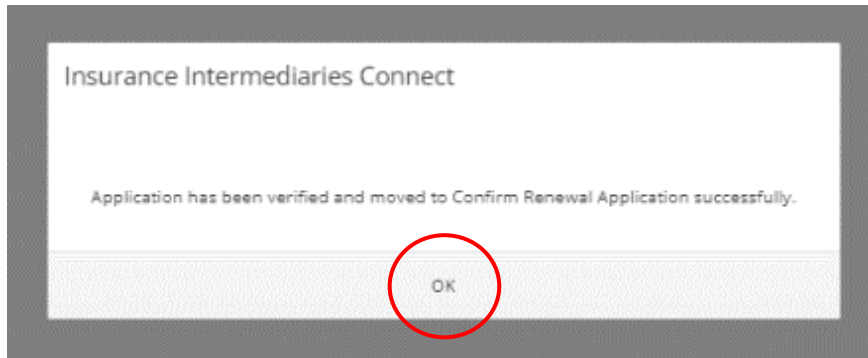 Insurance Intermediaries Connect
Application has been verified and moved to Confirm Renewal Application successfully.
OK